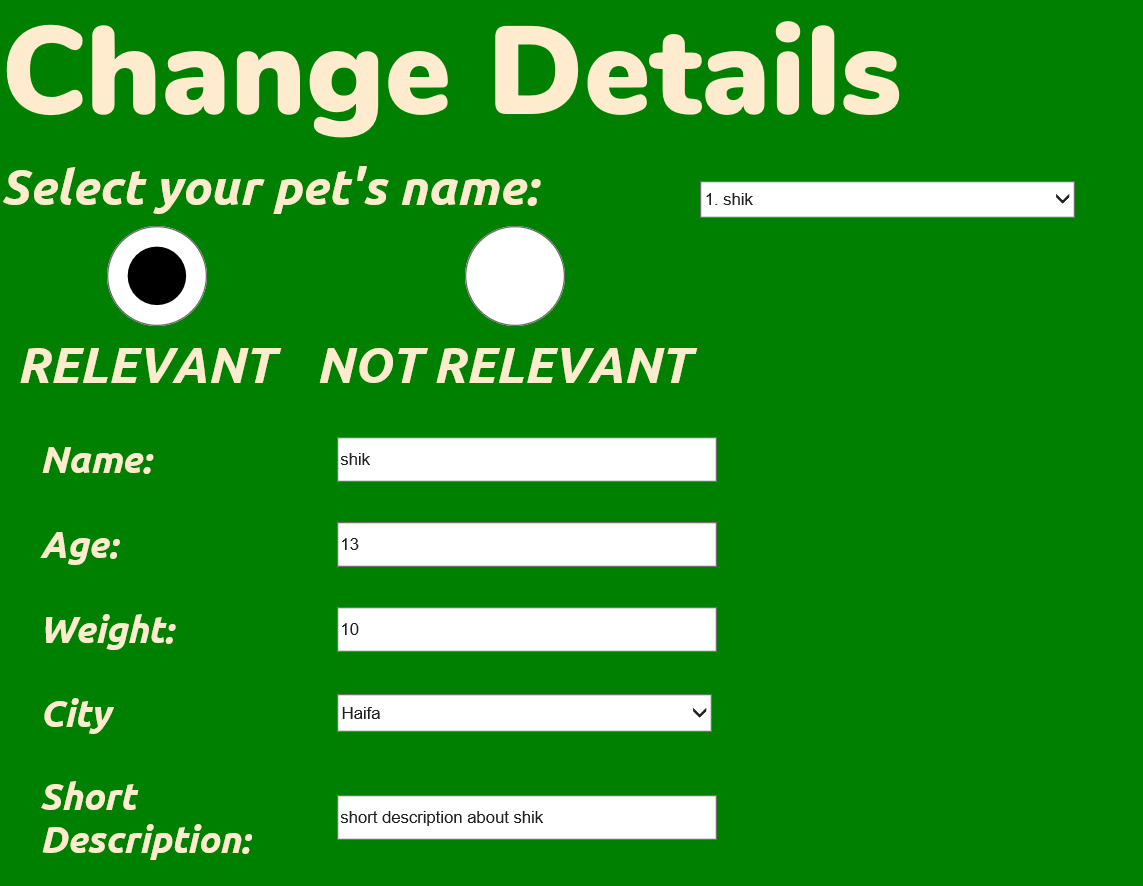 Change Details
Select your pet's name:
1. shik
RELEVANT
NOT RELEVANT
Name:
shik
Age:
13
Weight:
10
City
Haifa
Short
Description:
short description about shik